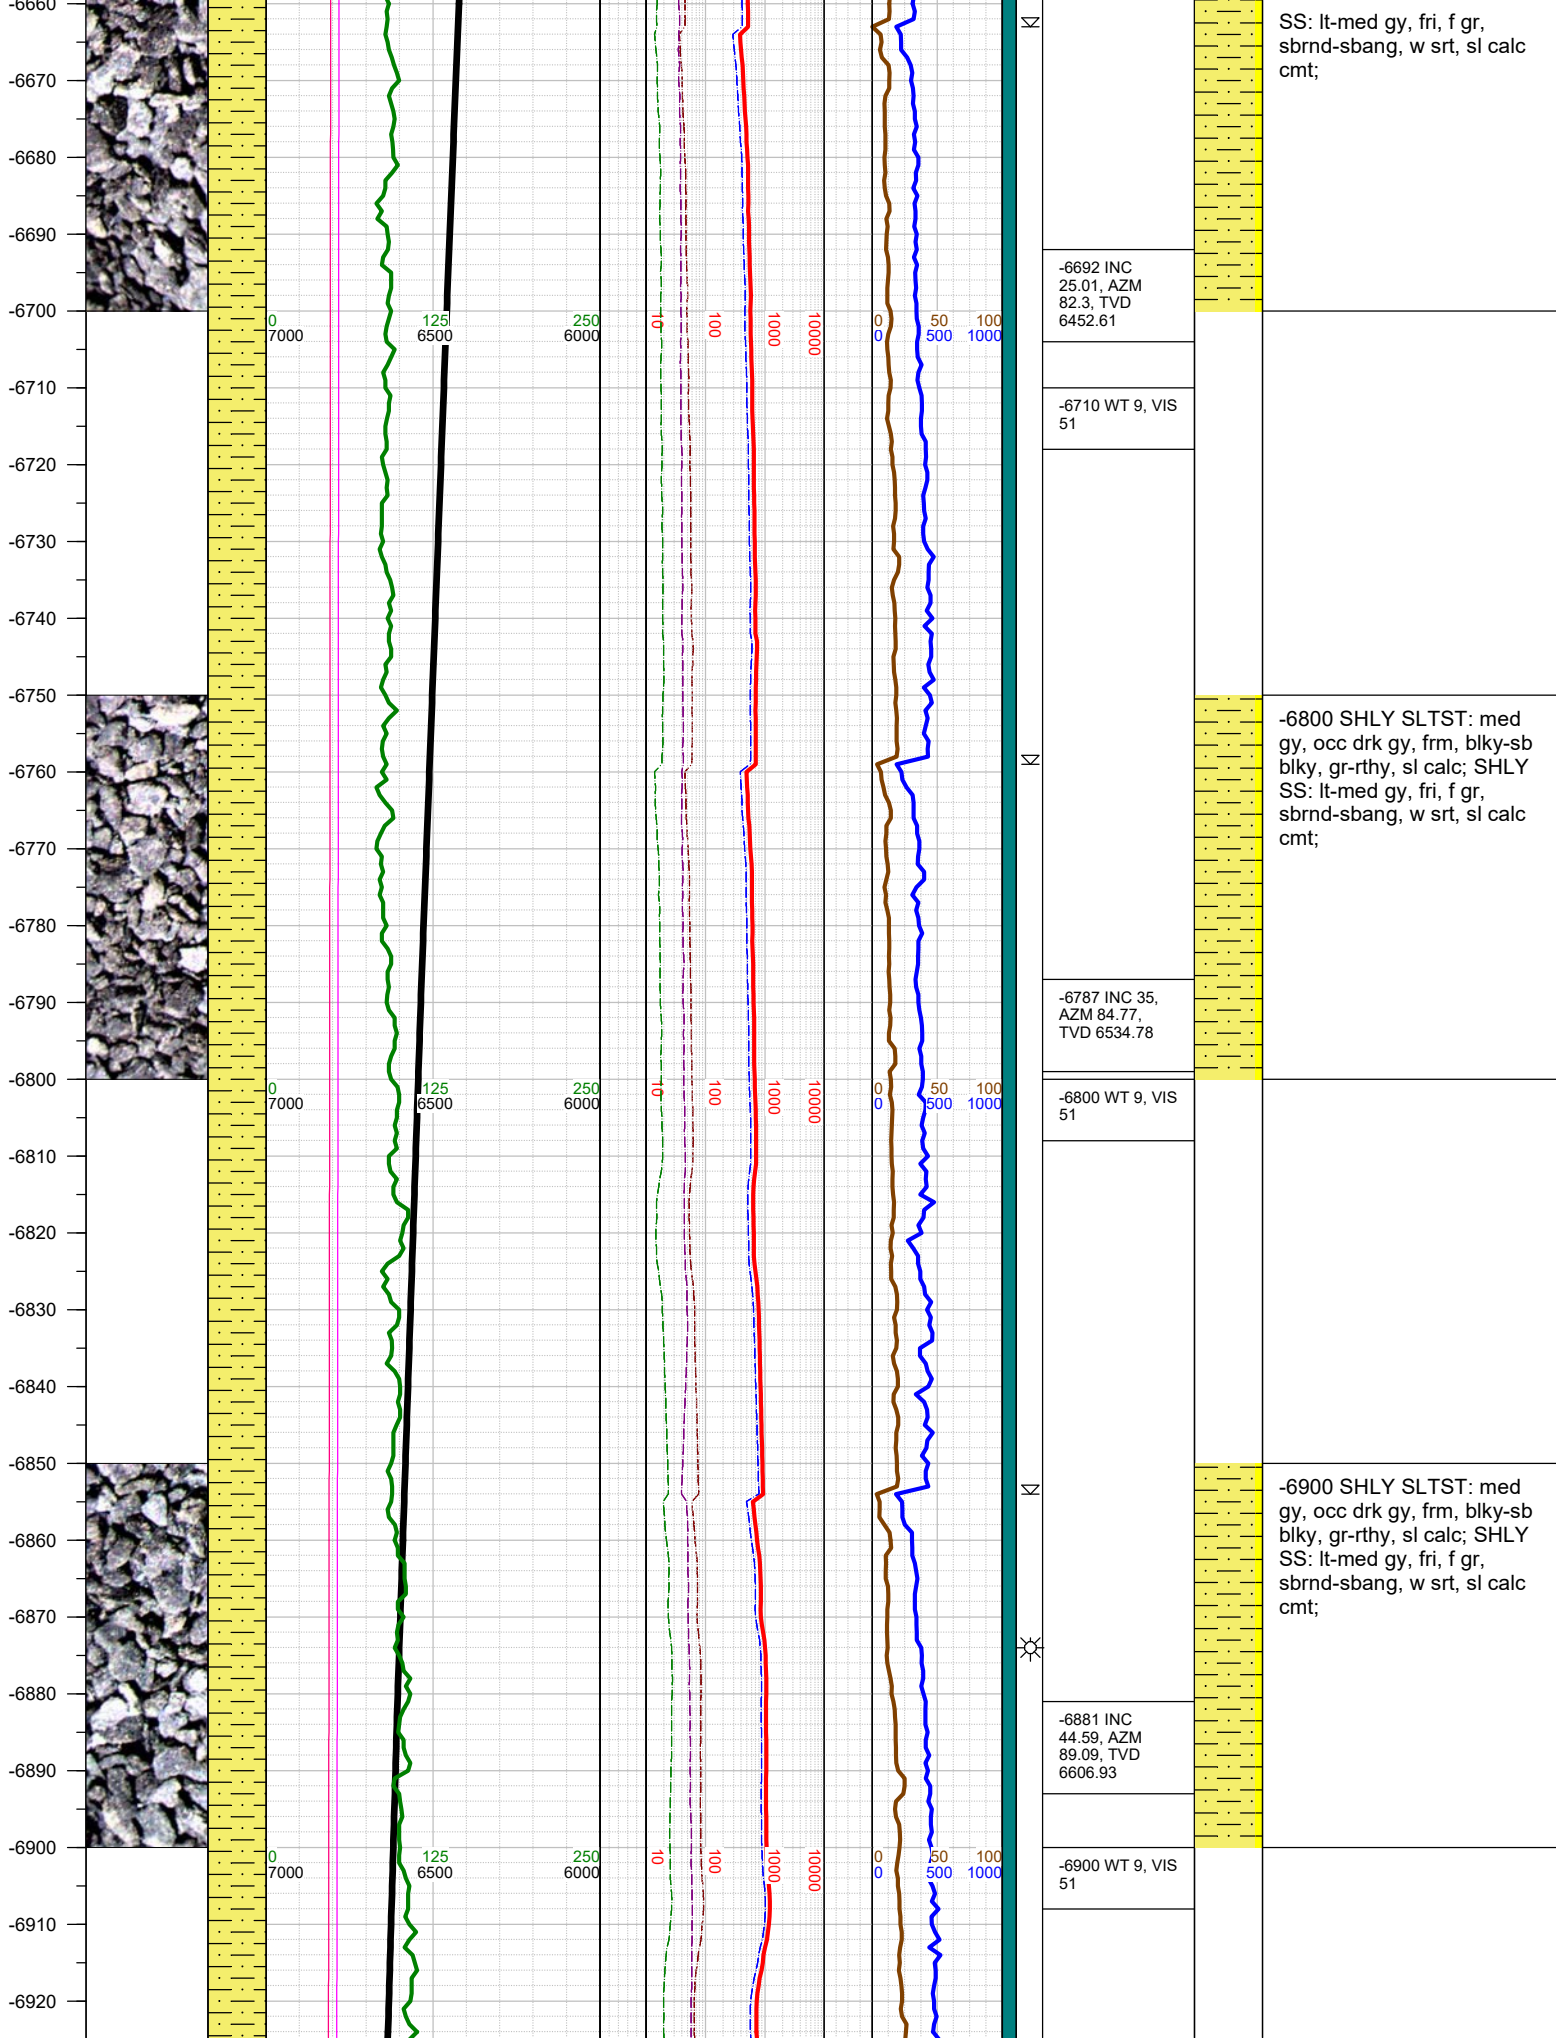 -6660
SS: lt-med gy, fri, f gr,
sbrnd-sbang, w srt, sl calc
cmt;
-6670
-6680
-6690
-6692 INC
25.01, AZM
82.3, TVD
6452.61
-6700
0 125 250
7000 6500 6000
10 100 1000 10000
0 50 100
0 500 1000
-6710
-6710 WT 9, VIS
51
-6720
-6730
-6740
-6750
-6800 SHLY SLTST: med
gy, occ drk gy, frm, blky-sb
blky, gr-rthy, sl calc; SHLY
SS: lt-med gy, fri, f gr,
sbrnd-sbang, w srt, sl calc
cmt;
-6760
-6770
-6780
-6790
-6787 INC 35,
AZM 84.77,
TVD 6534.78
-6800
0 125 250
7000 6500 6000
10 100 1000 10000
0 50 100
0 500 1000
-6800 WT 9, VIS
51
-6810
-6820
-6830
-6840
-6850
-6900 SHLY SLTST: med
gy, occ drk gy, frm, blky-sb
blky, gr-rthy, sl calc; SHLY
SS: lt-med gy, fri, f gr,
sbrnd-sbang, w srt, sl calc
cmt;
-6860
-6870
-6880
-6881 INC
44.59, AZM
89.09, TVD
6606.93
-6890
-6900
0 125 250
7000 6500 6000
10 100 1000 10000
0 50 100
0 500 1000
-6900 WT 9, VIS
51
-6910
-6920